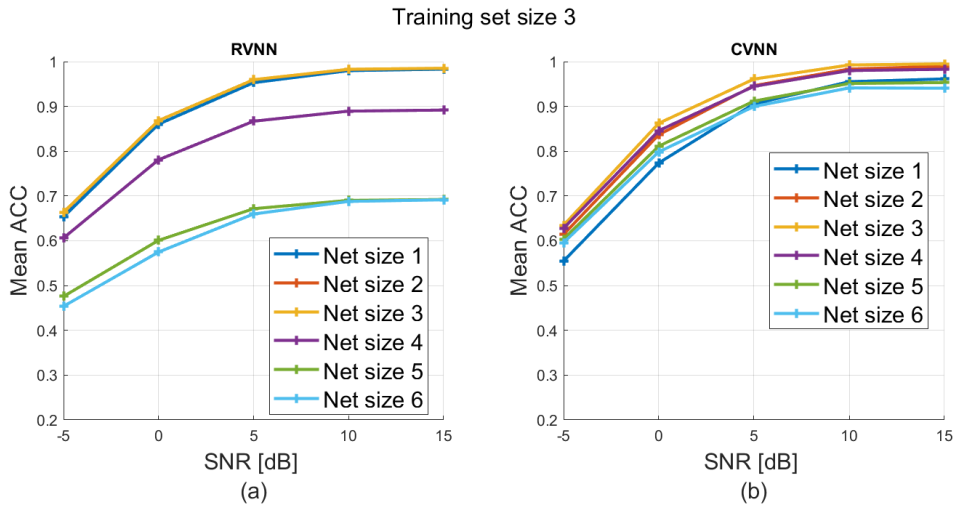 Training set size 3
RVNN
Mean ACC
1
0.9
0.8
0.7
0.6
0.5
0.4
0.3
0.2
-5
0
5
10
15
SNR [dB]
(a)
Net size 1
Net size 2
Net size 3
Net size 4
Net size 5
Net size 6
CVNN
Mean ACC
1
0.9
0.8
0.7
0.6
0.5
0.4
0.3
0.2
-5
0
5
10
15
SNR [dB]
(b)
Net size 1
Net size 2
Net size 3
Net size 4
Net size 5
Net size 6